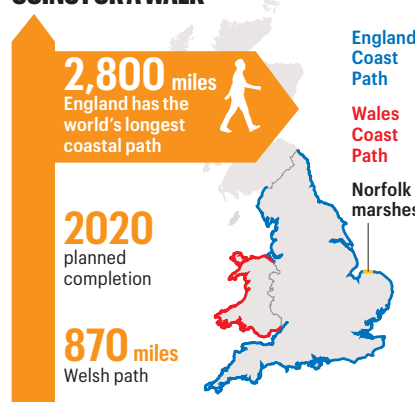 2,800 miles
England has the
world's longest
coastal path
2020
planned
completion
870 miles
Welsh path
England
Coast
Path
Wales
Coast
Path
Norfolk
marshes